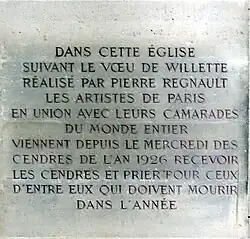 DANS CETTE ÉGLISE
SUIVANT LE VŒU DE WILLETTE
RÉALISÉ PAR PIERRE REGNAULT
LES ARTISTES DE PARIS
EN UNION AVEC LEURS CAMARADES
DU MONDE ENTIER
VIENNENT DEPUIS LE MERCREDI DES
CENDRES DE L'AN 1926 RECEVOIR
LES CENDRES ET PRIER POUR CEUX
D'ENTRE EUX QUI DOIVENT MOURIR
DANS L'ANNÉE